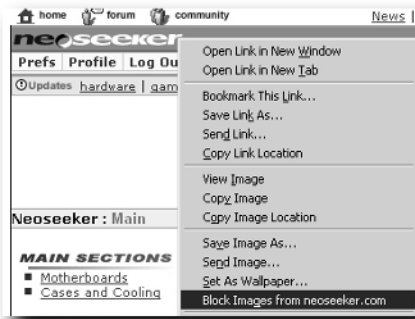 home forum community News |
neoseeker
Prefs Profile Log Ou
Updates hardware | gam
Neoseeker : Main
MAIN SECTIONS
Motherboards
Cases and Cooling
Open Link in New Window
Open Link in New Tab
Bookmark This Link...
Save Link As...
Send Link...
Copy Link Location
View Image
Copy Image
Copy Image Location
Save Image As...
Send Image...
Set As Wallpaper...
Block Images from neoseeker.com